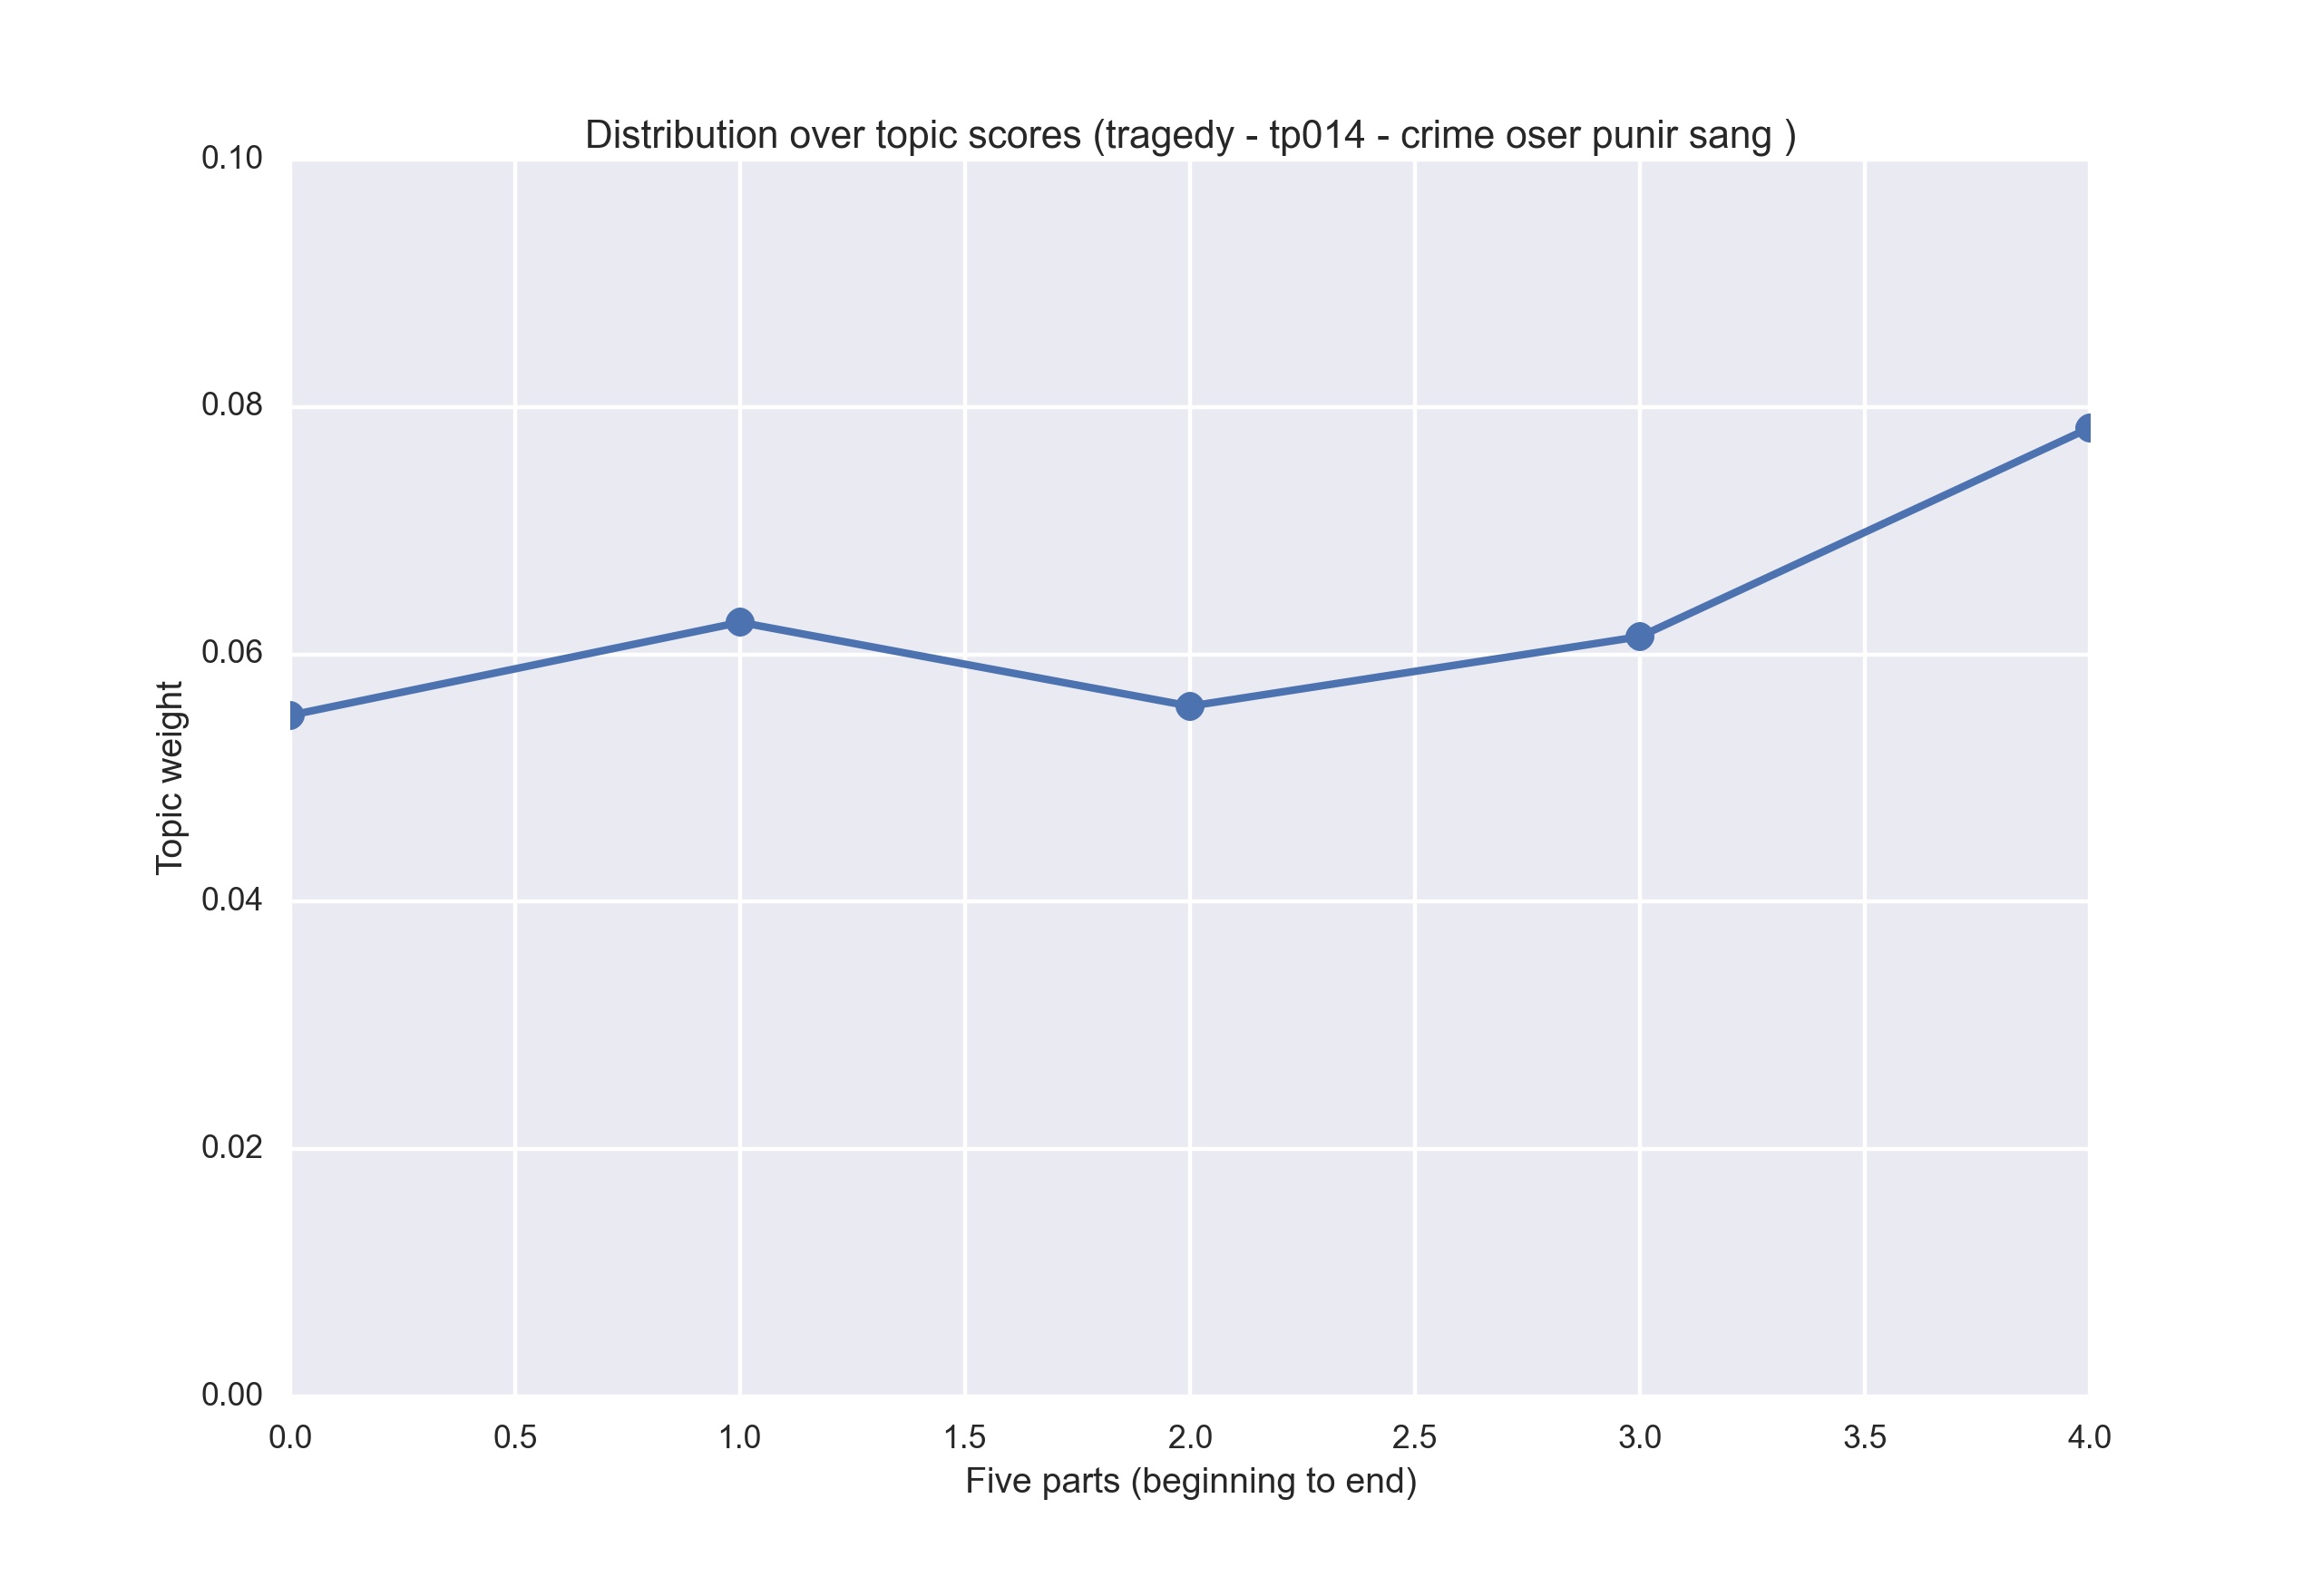 Distribution over topic scores (tragedy - tp014 - crime oser punir sang )
0.10
0.08
0.06
0.04
0.02
0.00
Topic weight
0.0 0.5 1.0 1.5 2.0 2.5 3.0 3.5 4.0
Five parts (beginning to end)